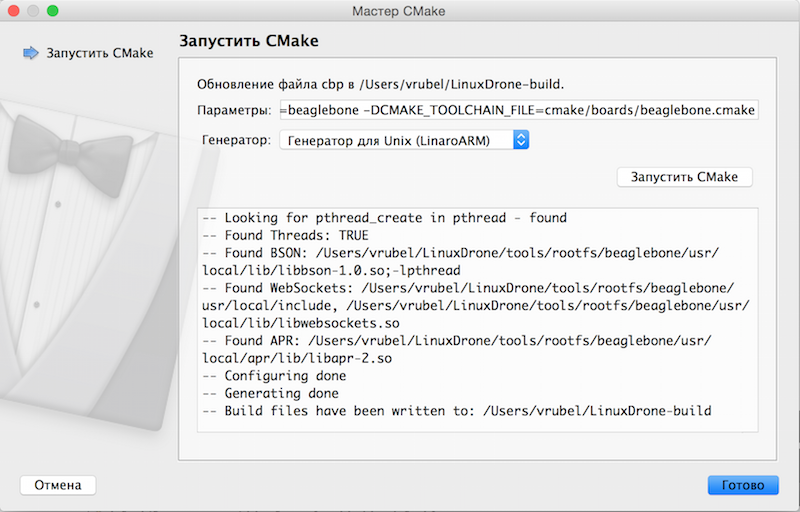 Мастер CMake
Запустить CMake
Запустить CMake
Обновление файла cbp в /Users/vrubel/LinuxDrone-build.
Параметры: =beaglebone -DCMAKE_TOOLCHAIN_FILE=cmake/boards/beaglebone.cmake
Генератор: Генератор для Unix (LinaroARM)
Запустить CMake
-- Looking for pthread_create in pthread - found
-- Found Threads: TRUE
-- Found BSON: /Users/vrubel/LinuxDrone/tools/rootfs/beaglebone/usr/
local/lib/libbson-1.0.so;-lpthread
-- Found WebSockets: /Users/vrubel/LinuxDrone/tools/rootfs/beaglebone/
usr/local/include, /Users/vrubel/LinuxDrone/tools/rootfs/beaglebone/usr/
local/lib/libwebsockets.so
-- Found APR: /Users/vrubel/LinuxDrone/tools/rootfs/beaglebone/usr/
local/apr/lib/libapr-2.so
-- Configuring done
-- Generating done
-- Build files have been written to: /Users/vrubel/LinuxDrone-build
Отмена
Готово